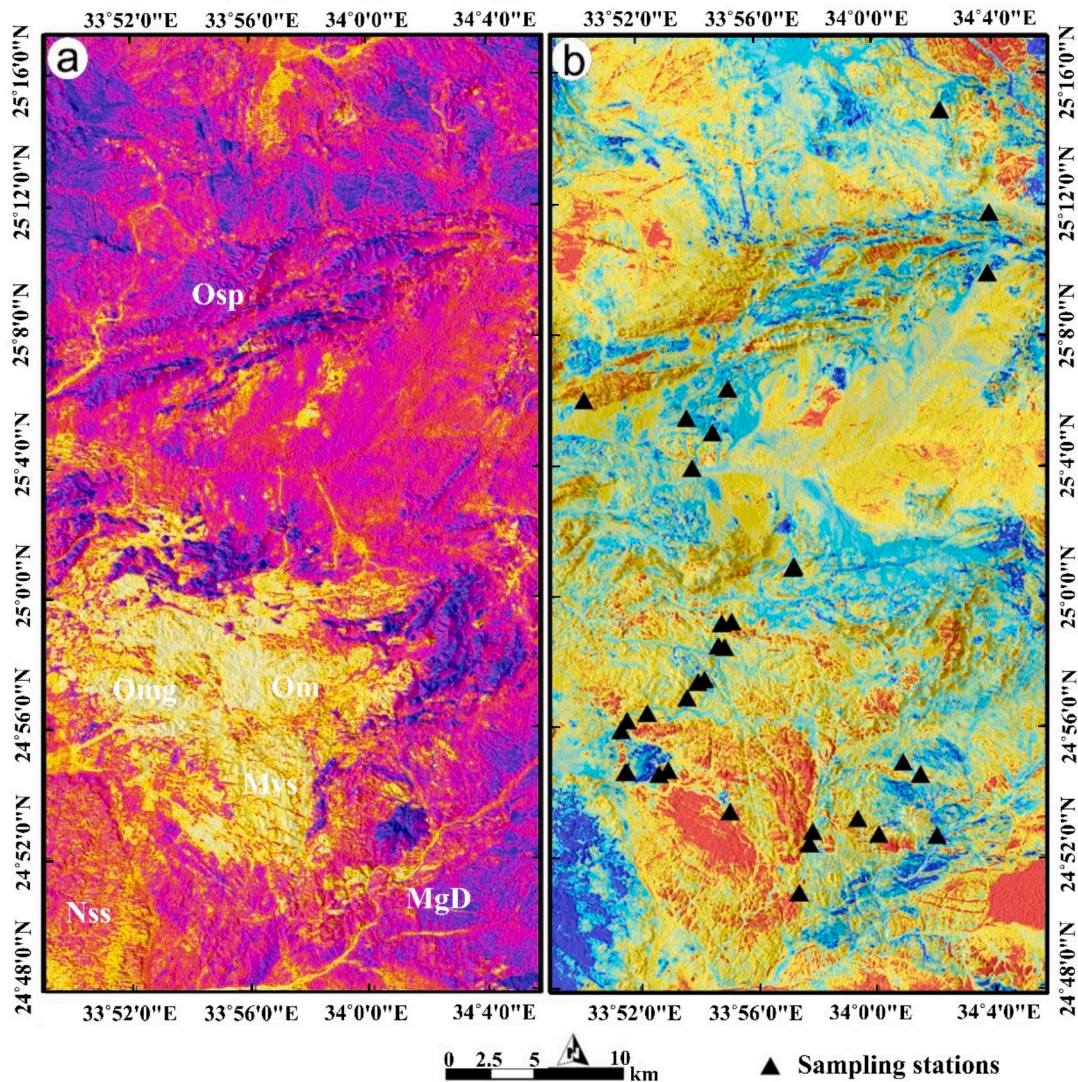 33°52'0"E 33°56'0"E 34°0'0"E 34°4'0"E 33°52'0"E 33°56'0"E 34°0'0"E 34°4'0"E
a
b
25°16'0"N 25°16'0"N
25°12'0"N 25°12'0"N
Osp
25°8'0"N 25°8'0"N
25°4'0"N 25°4'0"N
25°0'0"N 25°0'0"N
Omg Om
24°56'0"N 24°56'0"N
Mvs
24°52'0"N 24°52'0"N
Nss MgD
24°48'0"N 24°48'0"N
33°52'0"E 33°56'0"E 34°0'0"E 34°4'0"E 33°52'0"E 33°56'0"E 34°0'0"E 34°4'0"E
0 2.5 5 10
km
N
Sampling stations